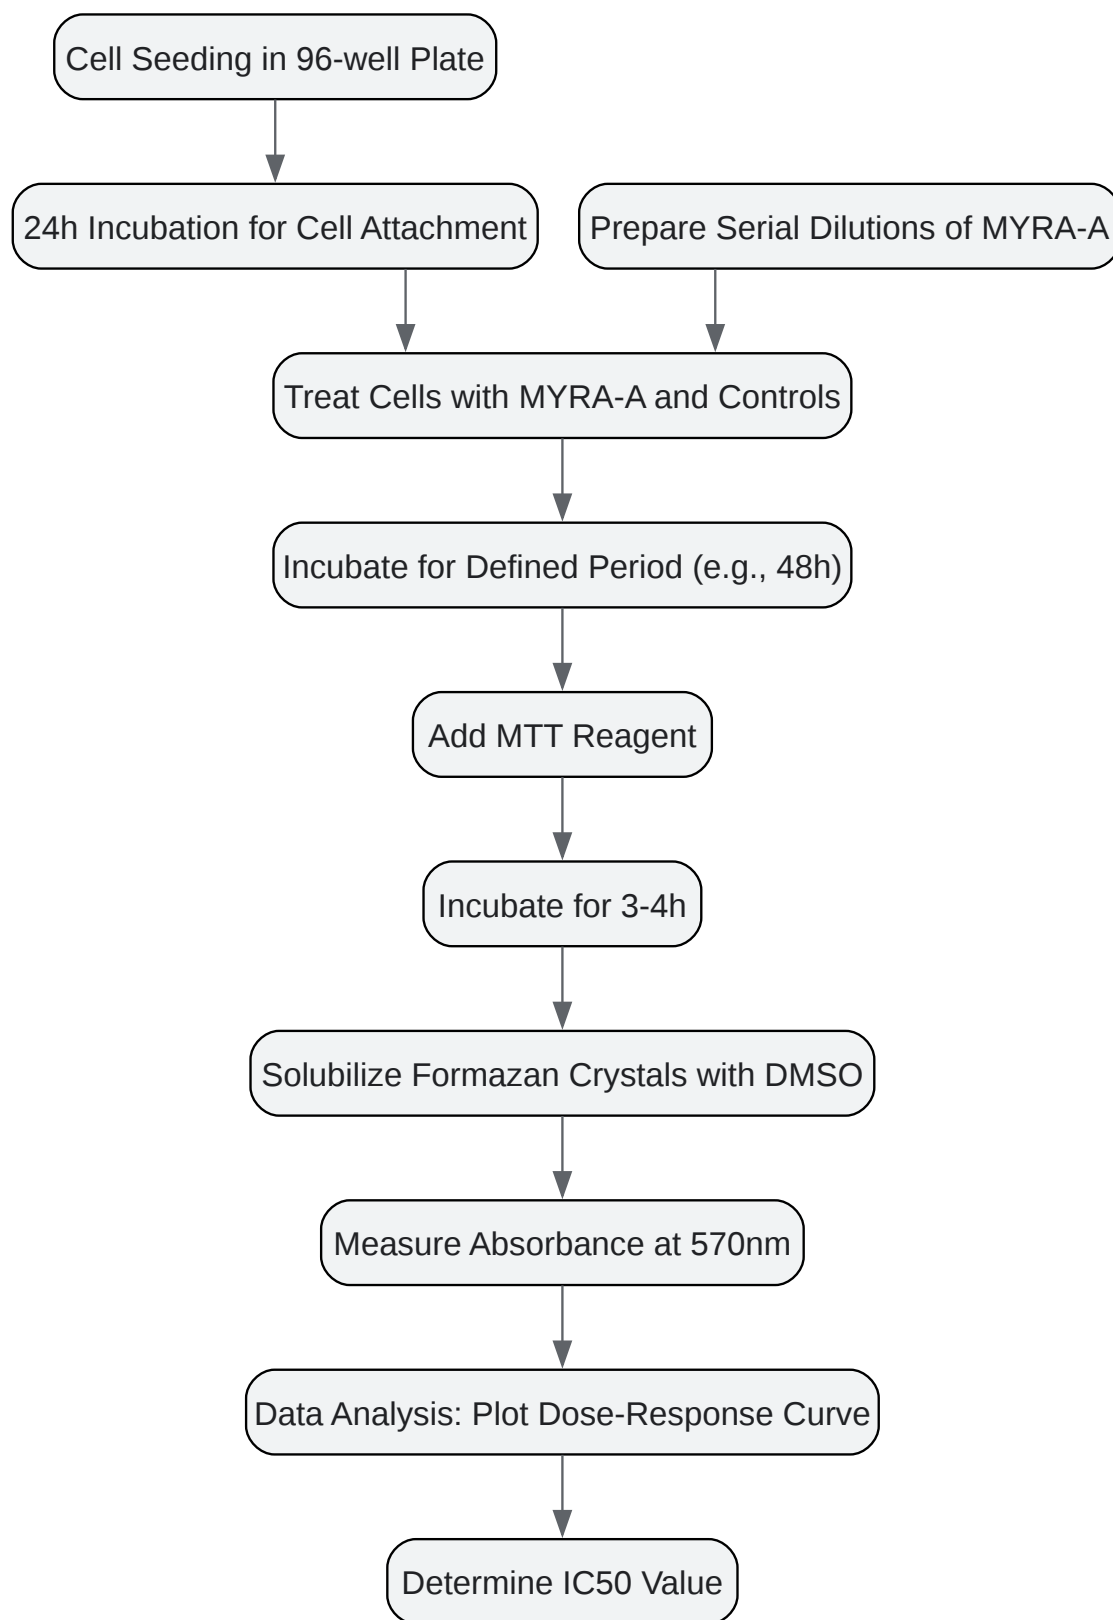 Cell Seeding in 96-well Plate
24h Incubation for Cell Attachment
Prepare Serial Dilutions of MYRA-A
Treat Cells with MYRA-A and Controls
Incubate for Defined Period (e.g., 48h)
Add MTT Reagent
Incubate for 3-4h
Solubilize Formazan Crystals with DMSO
Measure Absorbance at 570nm
Data Analysis: Plot Dose-Response Curve
Determine IC50 Value